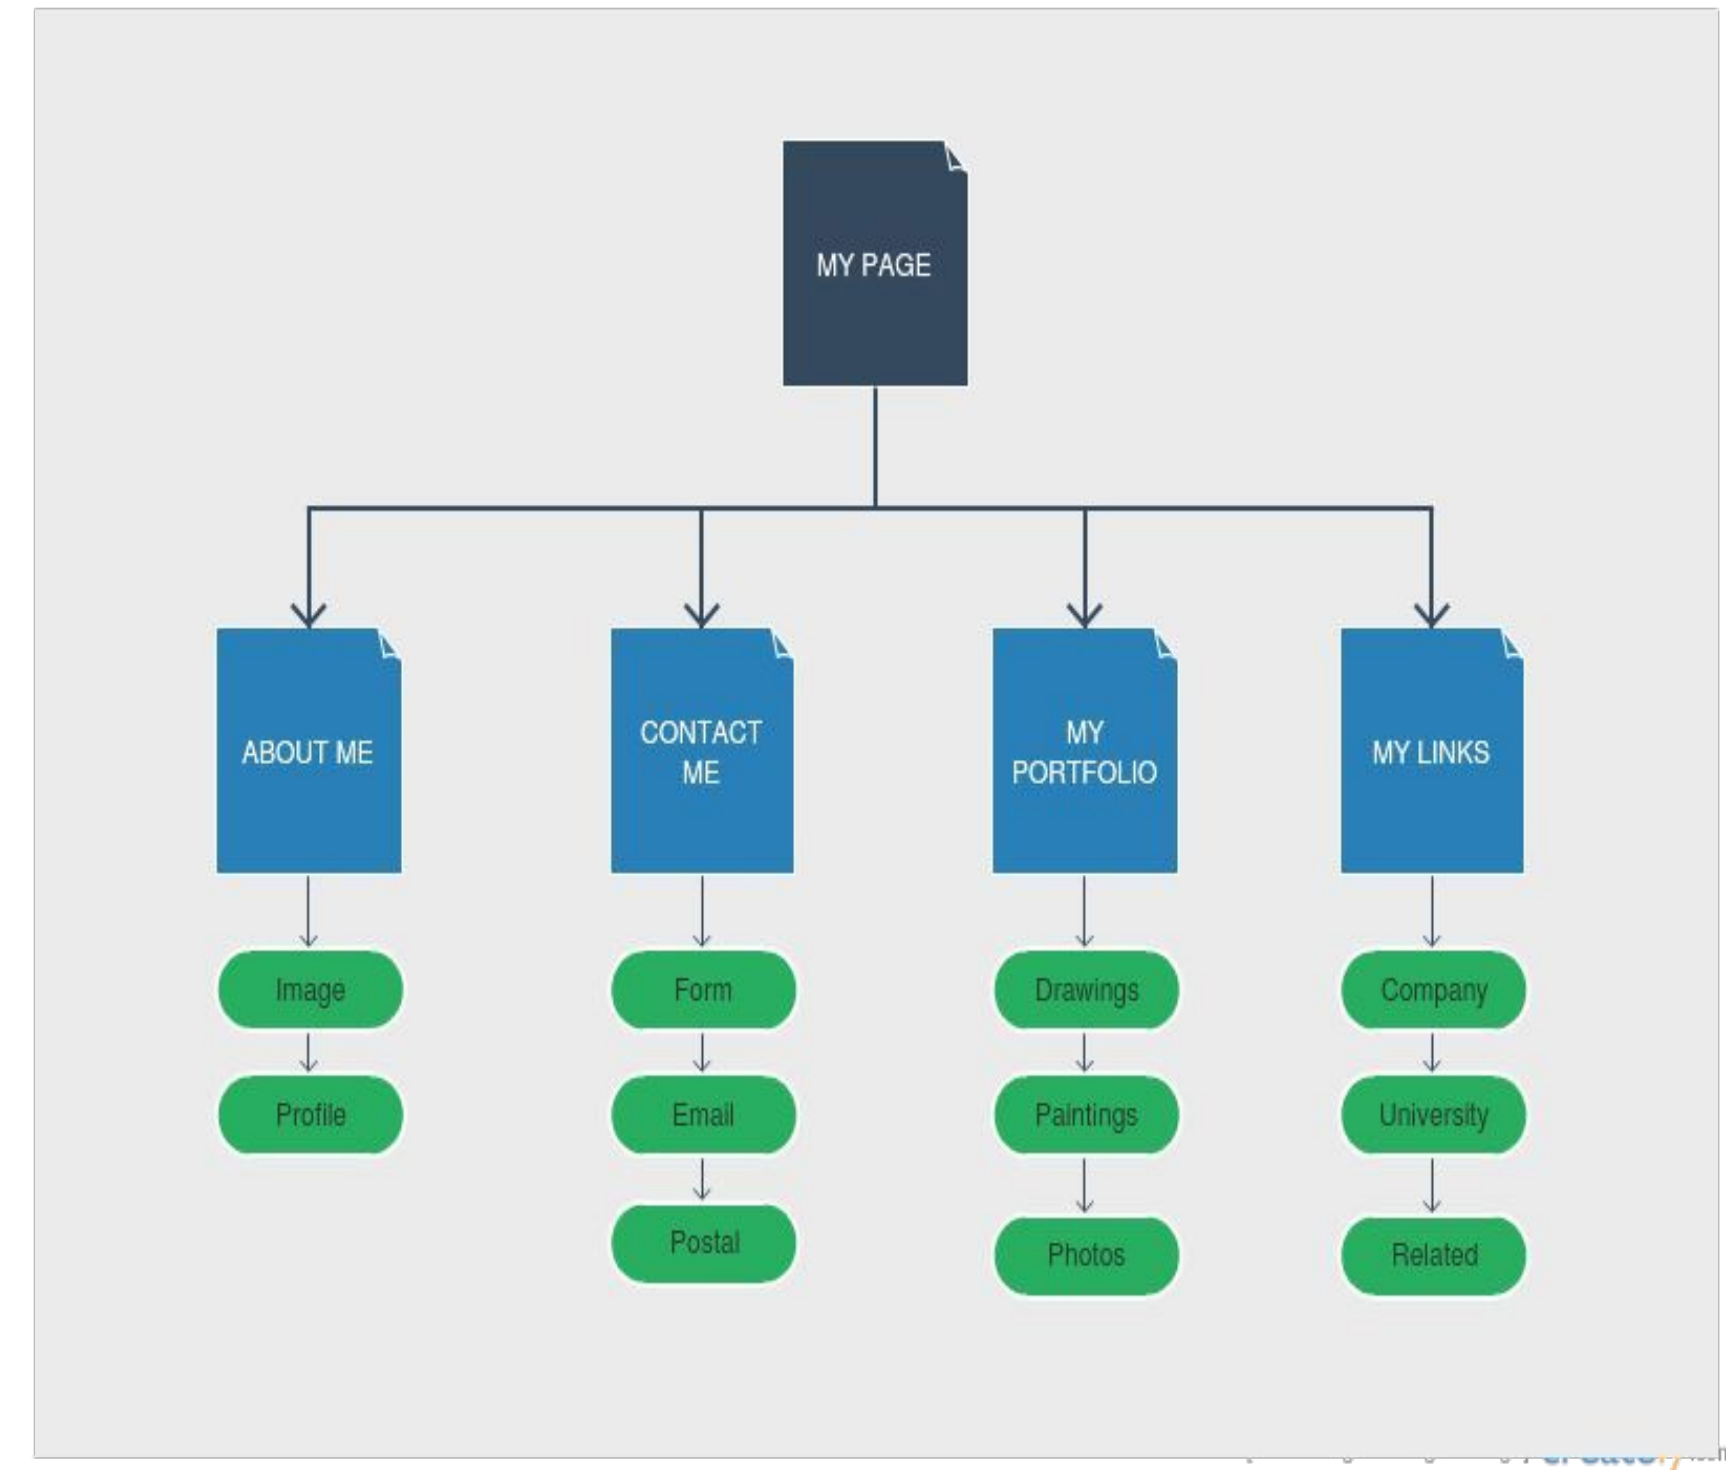 MY PAGE
ABOUT ME
CONTACT
ME
MY
PORTFOLIO
MY LINKS
Image
Form
Drawings
Company
Profile
Email
Paintings
University
Postal
Photos
Related